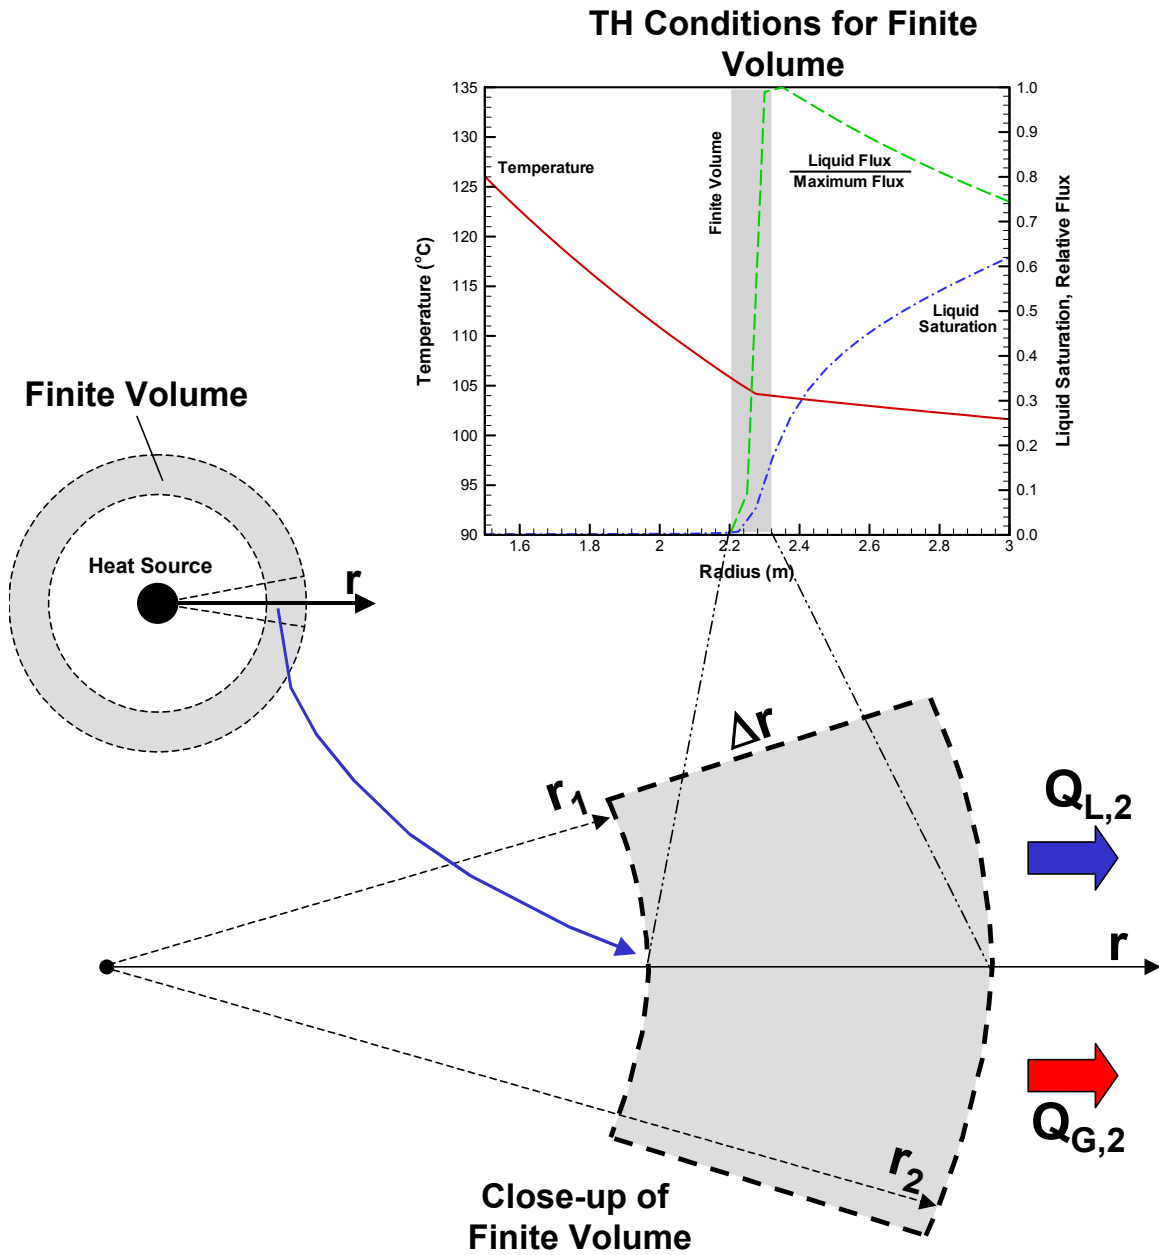 TH Conditions for Finite
Volume
135
130
125
120
115
110
105
100
95
90
Temperature (°C)
1.0
0.9
0.8
0.7
0.6
0.5
0.4
0.3
0.2
0.1
0.0
Liquid Saturation, Relative Flux
Temperature
Finite Volume
Liquid Flux
Maximum Flux
Liquid
Saturation
1.6
1.8
2
2.2
2.4
2.6
2.8
3
Radius (m)
Finite Volume
Heat Source
r
Δr
r1
QL,2
r
QG,2
r2
Close-up of
Finite Volume